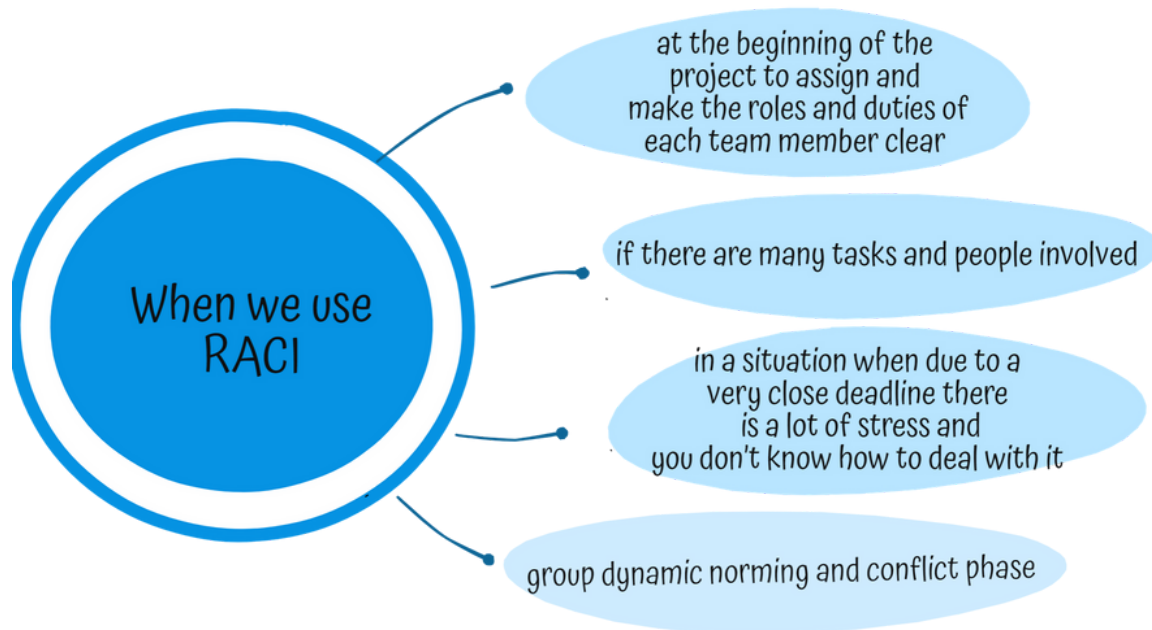 When we use
RACI
at the beginning of the
project to assign and
make the roles and duties of
each team member clear
if there are many tasks and people involved
in a situation when due to a
very close deadline there
is a lot of stress and
you don't know how to deal with it
group dynamic norming and conflict phase